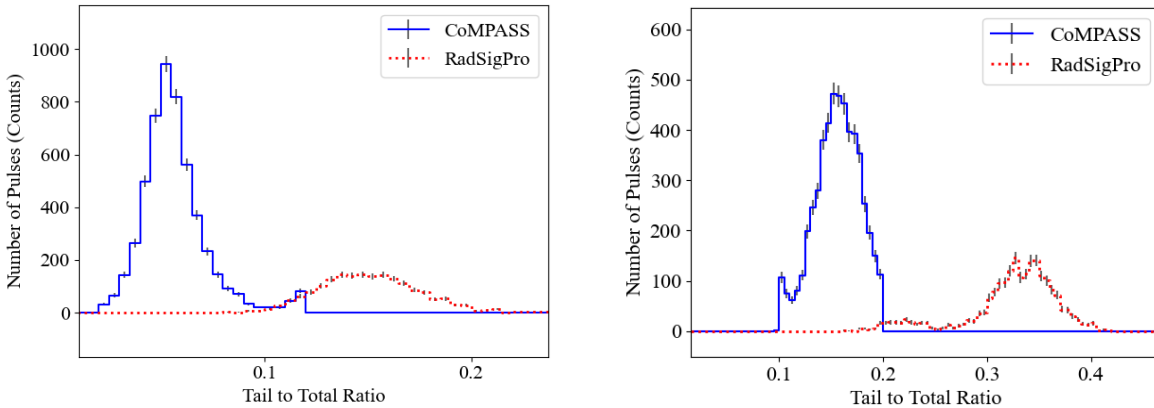 CoMPASS
RadSigPro
1000
800
600
400
200
0
Number of Pulses (Counts)
0.1
0.2
Tail to Total Ratio
CoMPASS
RadSigPro
600
500
400
300
200
100
0
Number of Pulses (Counts)
0.1
0.2
0.3
0.4
Tail to Total Ratio